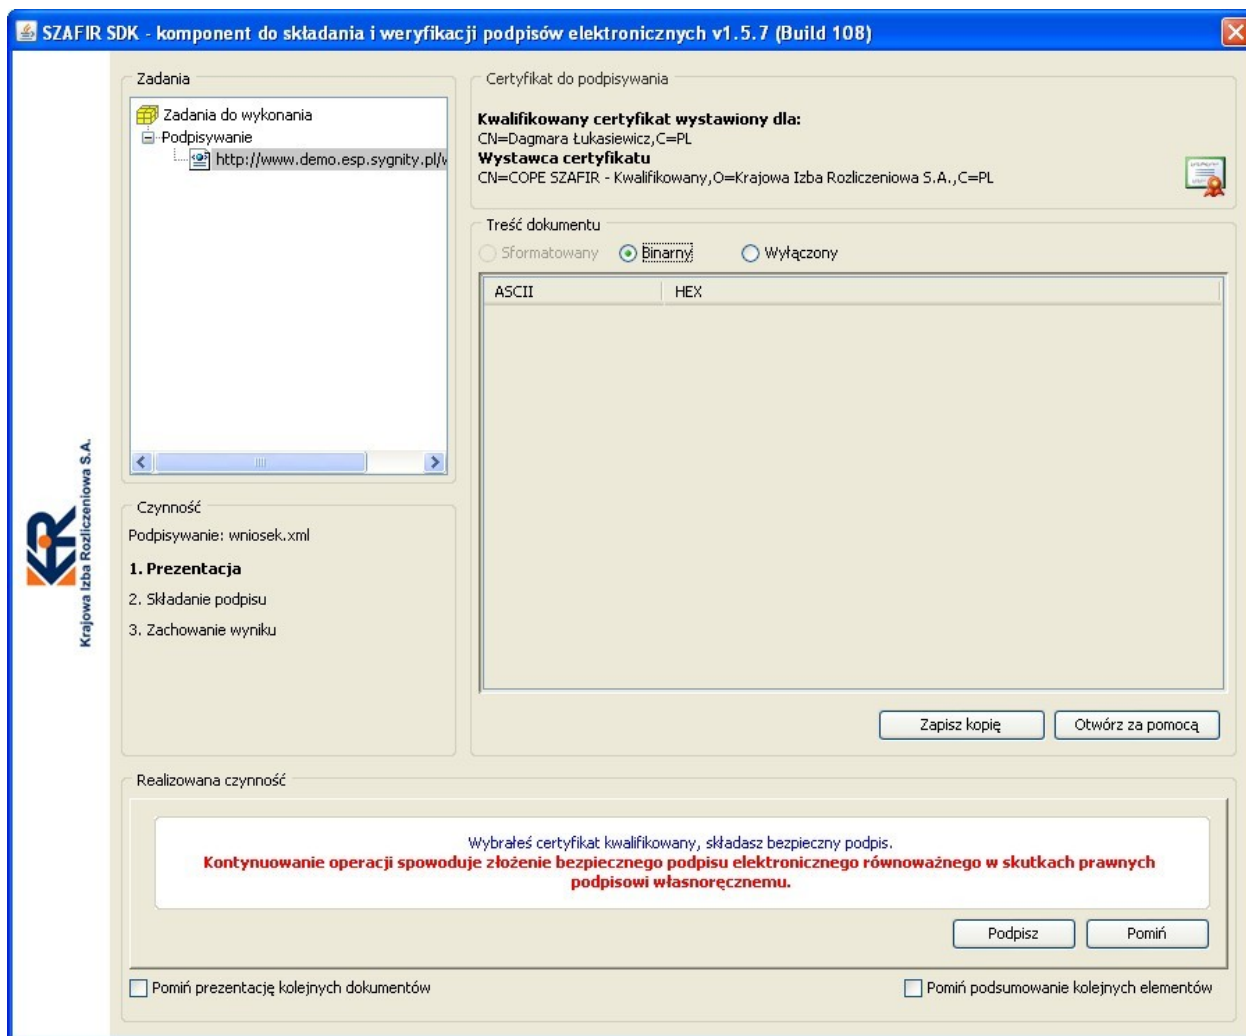 SZAFIR SDK - komponent do składania i weryfikacji podpisów elektronicznych v1.5.7 (Build 108)
Krajowa Izba Rozliczeniowa S.A.
Zadania
Zadania do wykonania
Podpisywanie
http://www.demo.esp.sygnity.pl/w
Czynność
Podpisywanie: wniosek.xml
1. Prezentacja
2. Składanie podpisu
3. Zachowanie wyniku
Certyfikat do podpisywania
Kwalifikowany certyfikat wystawiony dla:
CN=Dagmara Łukasiewicz,C=PL
Wystawca certyfikatu
CN=COPE SZAFIR - Kwalifikowany,O=Krajowa Izba Rozliczeniowa S.A.,C=PL
Treść dokumentu
Sformatowany Binarny Wyłączony
ASCII HEX
Zapisz kopię Otwórz za pomocą
Realizowana czynność
Wybrałeś certyfikat kwalifikowany, składasz bezpieczny podpis.
Kontynuowanie operacji spowoduje złożenie bezpiecznego podpisu elektronicznego równoważnego w skutkach prawnych
podpisowi własnoręcznemu.
Podpisz Pomiń
Pomiń prezentację kolejnych dokumentów Pomiń podsumowanie kolejnych elementów